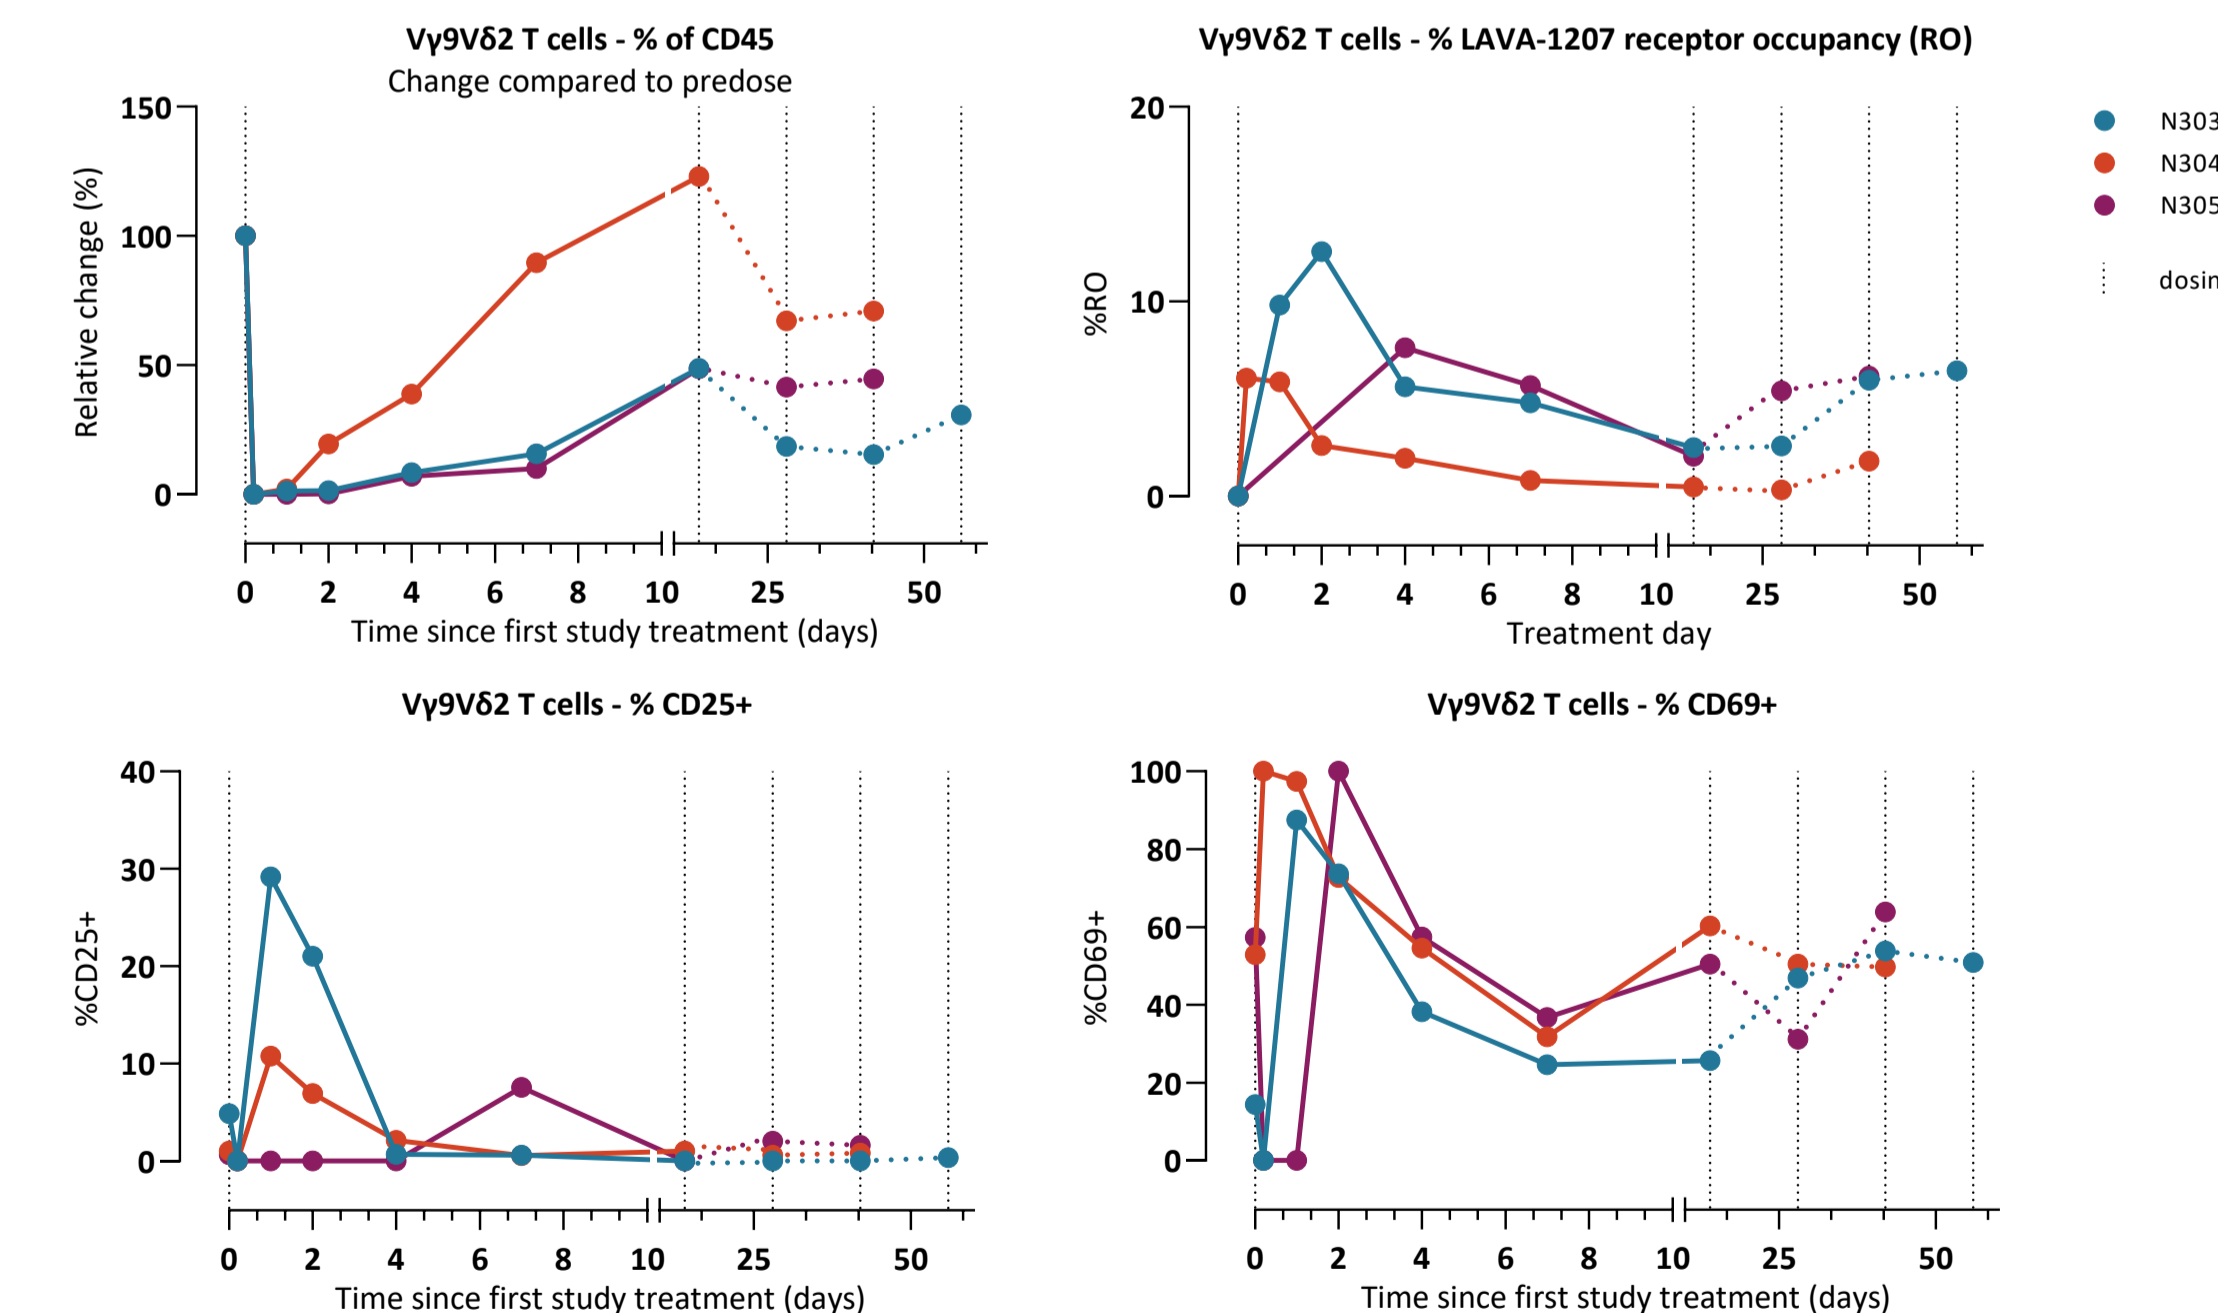 Vγ9Vδ2 T cells - % of CD45
Change compared to predose
150
100
50
0
Relative change (%)
0 2 4 6 8 10 25 50
Time since first study treatment (days)
Vγ9Vδ2 T cells - % LAVA-1207 receptor occupancy (RO)
20
10
0
%RO
0 2 4 6 8 10 25 50
Treatment day
N303
N304
N305
dosin
Vγ9Vδ2 T cells - % CD25+
40
30
20
10
0
%CD25+
0 2 4 6 8 10 25 50
Time since first study treatment (days)
Vγ9Vδ2 T cells - % CD69+
100
80
60
40
20
0
%CD69+
0 2 4 6 8 10 25 50
Time since first study treatment (days)